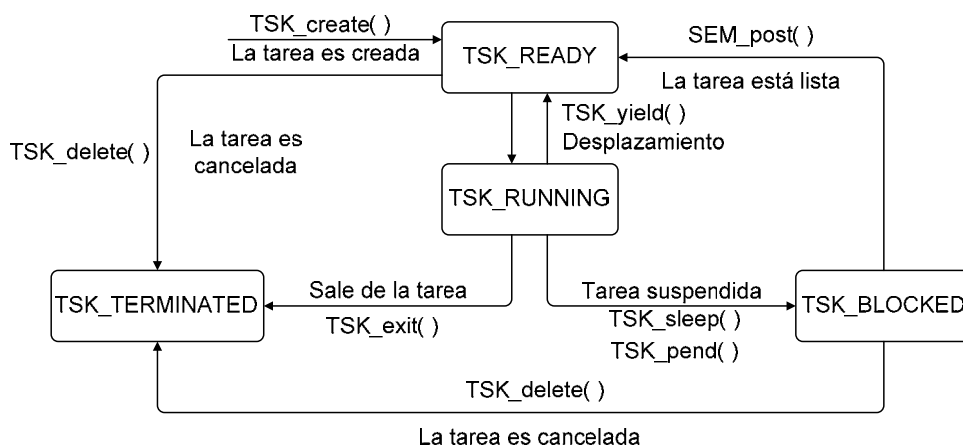 TSK_create( )
La tarea es creada
TSK_READY
SEM_post( )
La tarea está lista
TSK_yield( )
Desplazamiento
TSK_delete( )
La tarea es
cancelada
TSK_RUNNING
TSK_TERMINATED
Sale de la tarea
TSK_exit( )
Tarea suspendida
TSK_sleep( )
TSK_pend( )
TSK_BLOCKED
TSK_delete( )
La tarea es cancelada